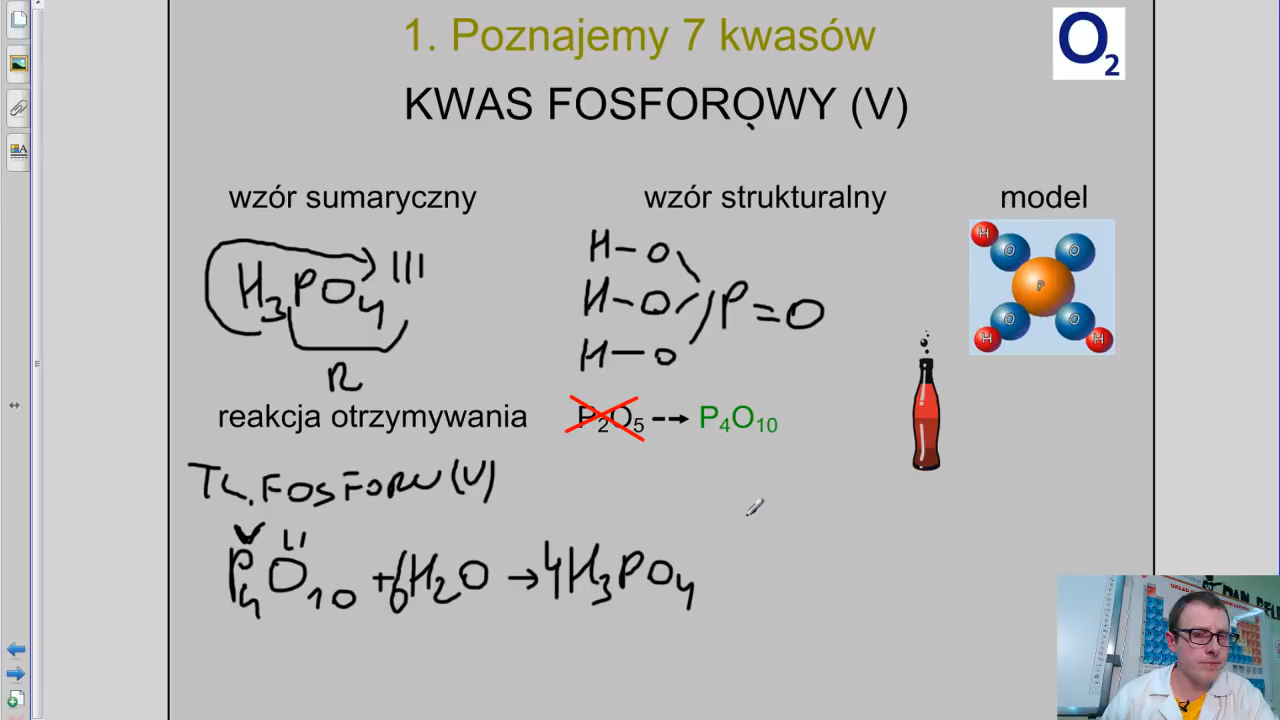 1. Poznajemy 7 kwasów
O₂
KWAS FOSFOROWY (V)
wzór sumaryczny
wzór strukturalny
model
H₃PO₄ III
R
H-O
H-O P=O
H-O
H
O
O
P
O
O
H
H
reakcja otrzymywania
P₂O₅ --→ P₄O₁₀
TL. FOSFORU (V)
V II
P₄O₁₀ + 6H₂O → 4H₃PO₄